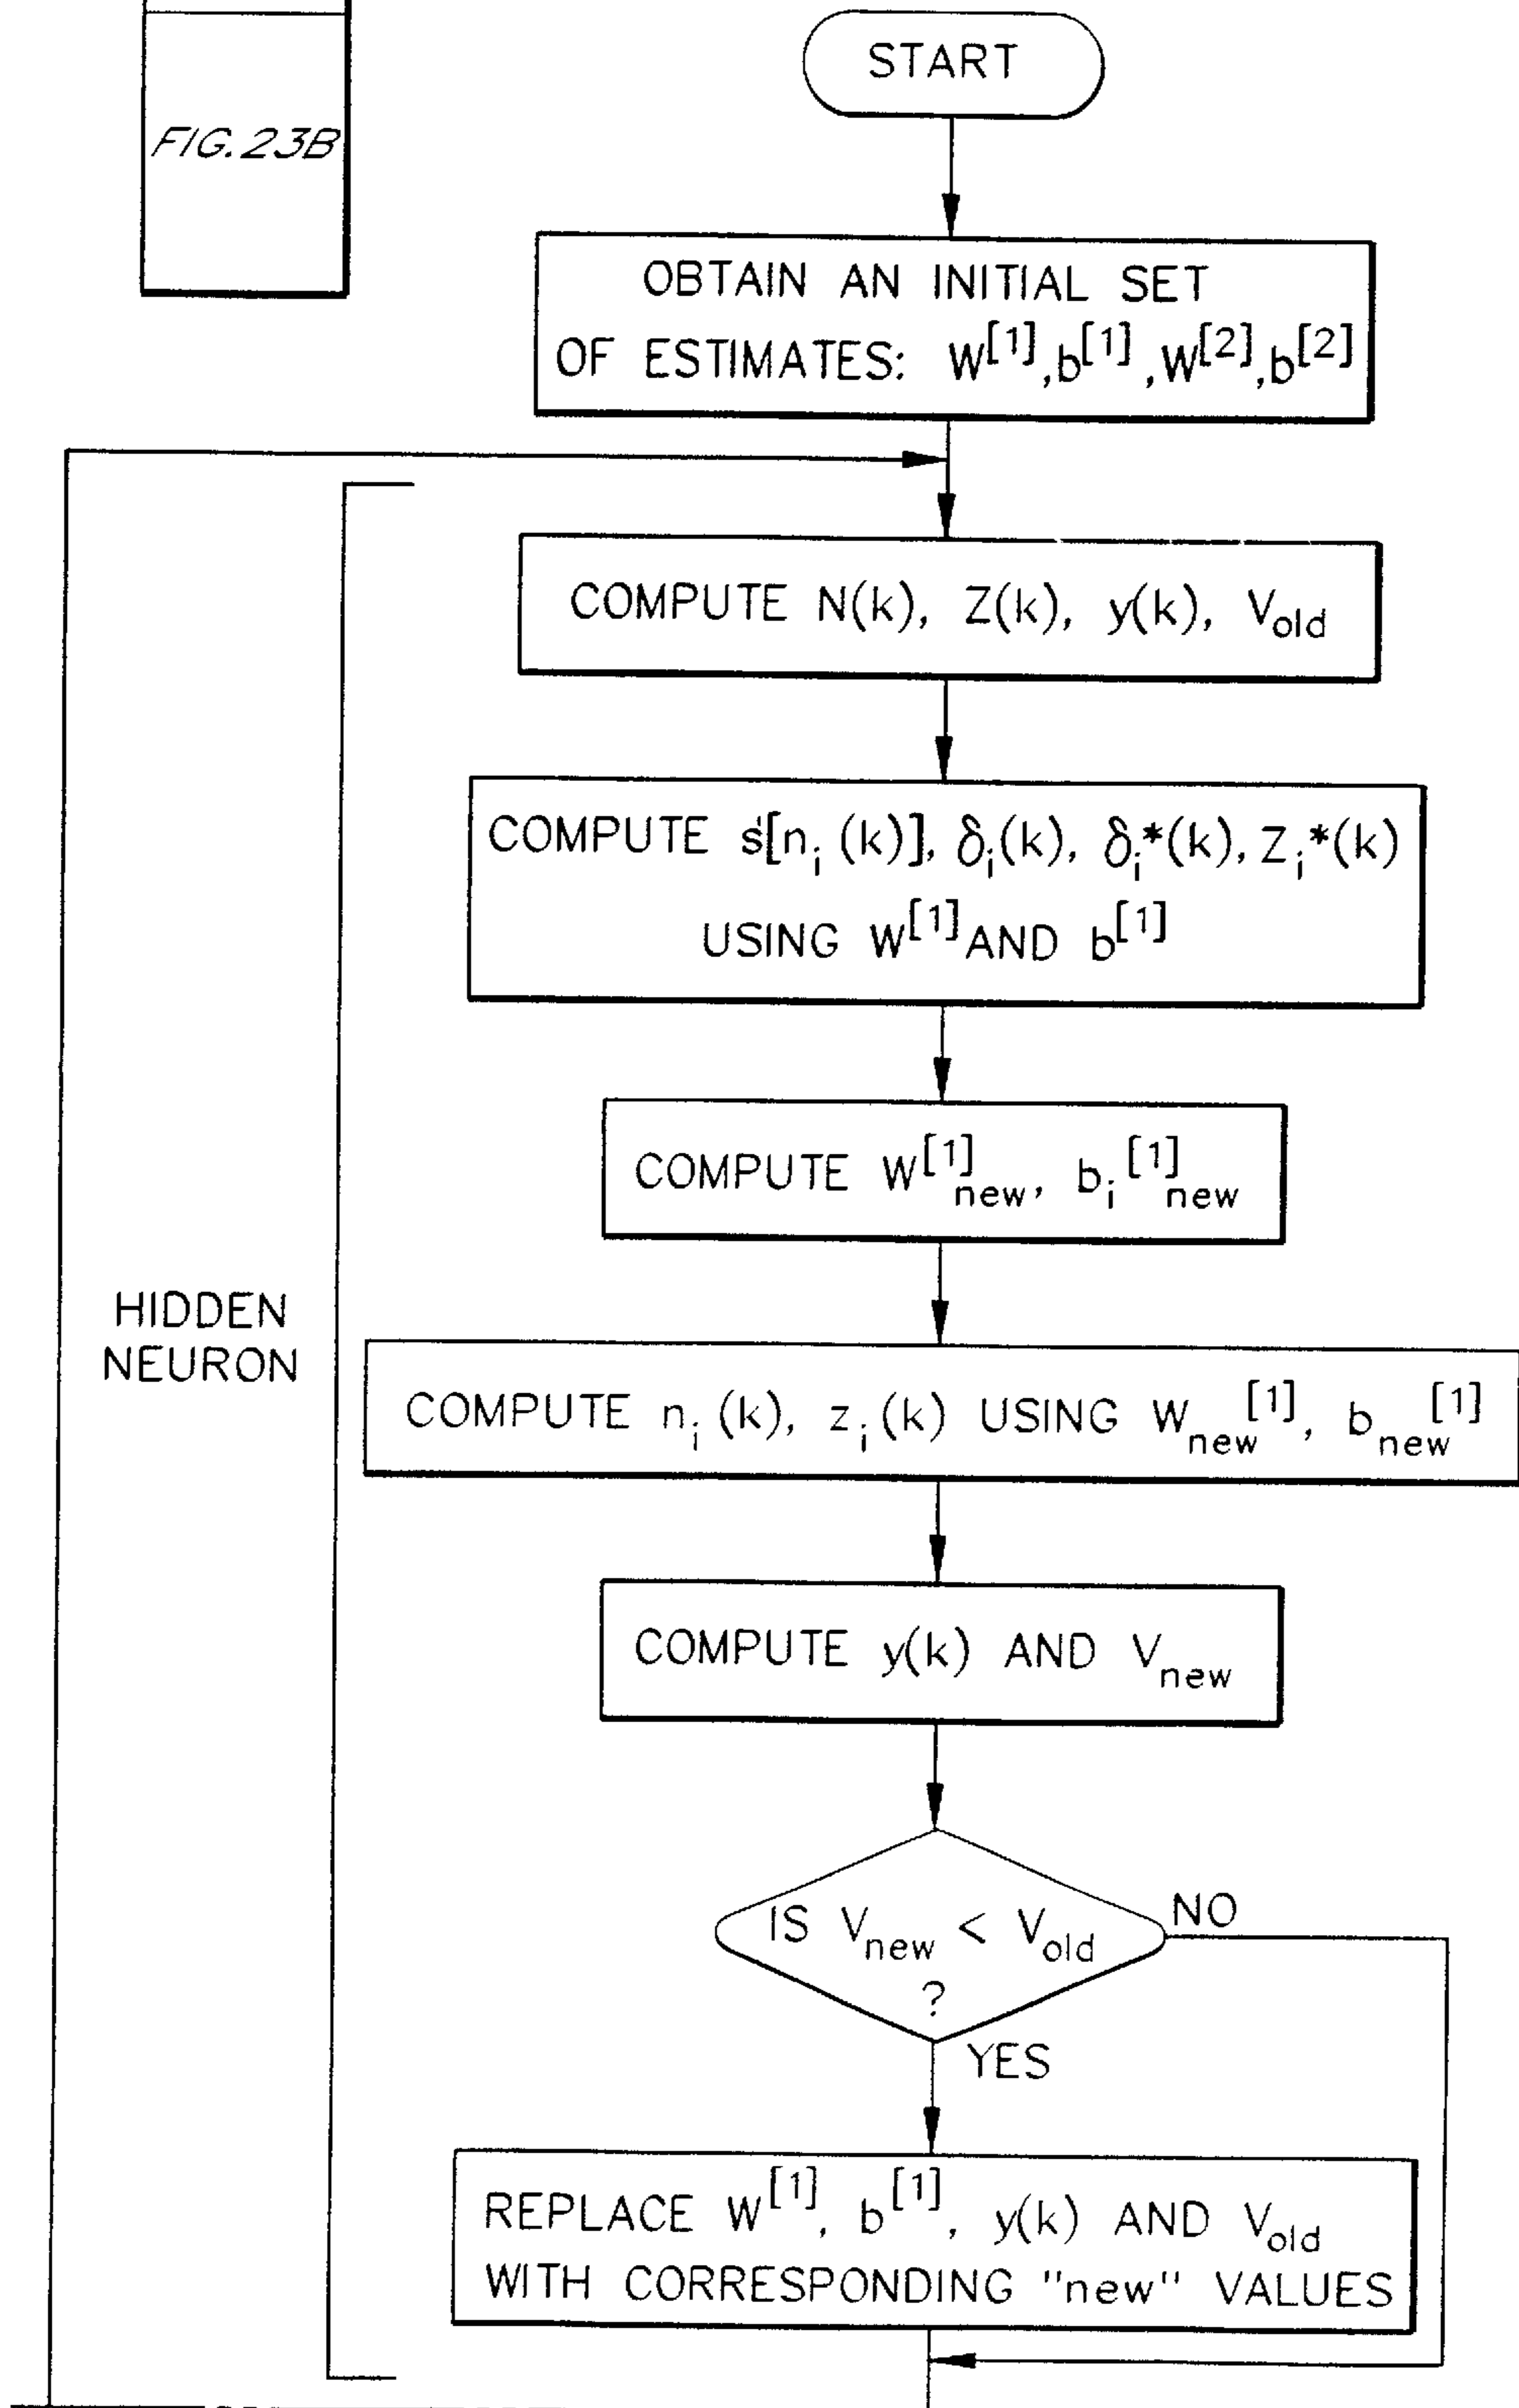 FIG. 23B
START
OBTAIN AN INITIAL SET
OF ESTIMATES: W[1], b[1], W[2], b[2]
COMPUTE N(k), Z(k), y(k), Vold
COMPUTE ṡ[ni(k)], δi(k), δi*(k), Zi*(k)
USING W[1] AND b[1]
COMPUTE W[1]new, bi[1]new
HIDDEN
NEURON
COMPUTE ni(k), zi(k) USING Wnew[1], bnew[1]
COMPUTE y(k) AND Vnew
IS Vnew < Vold
?
NO
YES
REPLACE W[1], b[1], y(k) AND Vold
WITH CORRESPONDING "new" VALUES